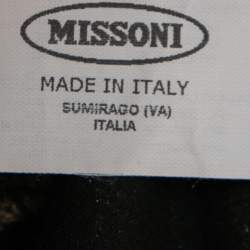 MISSONI
MADE IN ITALY
SUMIRAGO (VA)
ITALIA